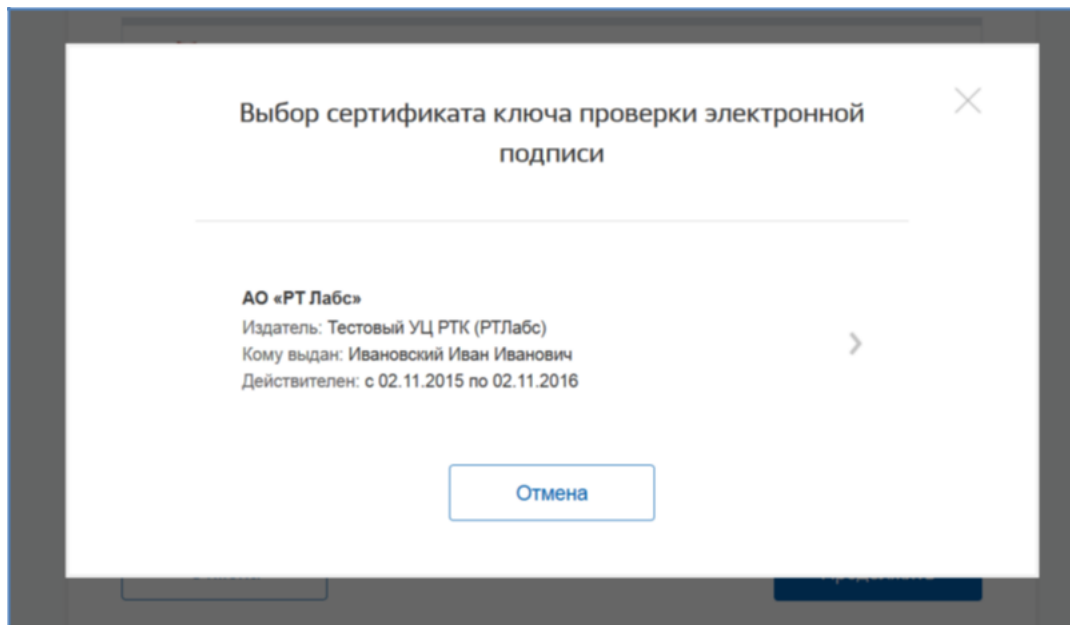 Выбор сертификата ключа проверки электронной
подписи
АО «РТ Лабс»
Издатель: Тестовый УЦ РТК (РТЛабс)
Кому выдан: Ивановский Иван Иванович
Действителен: с 02.11.2015 по 02.11.2016
Отмена